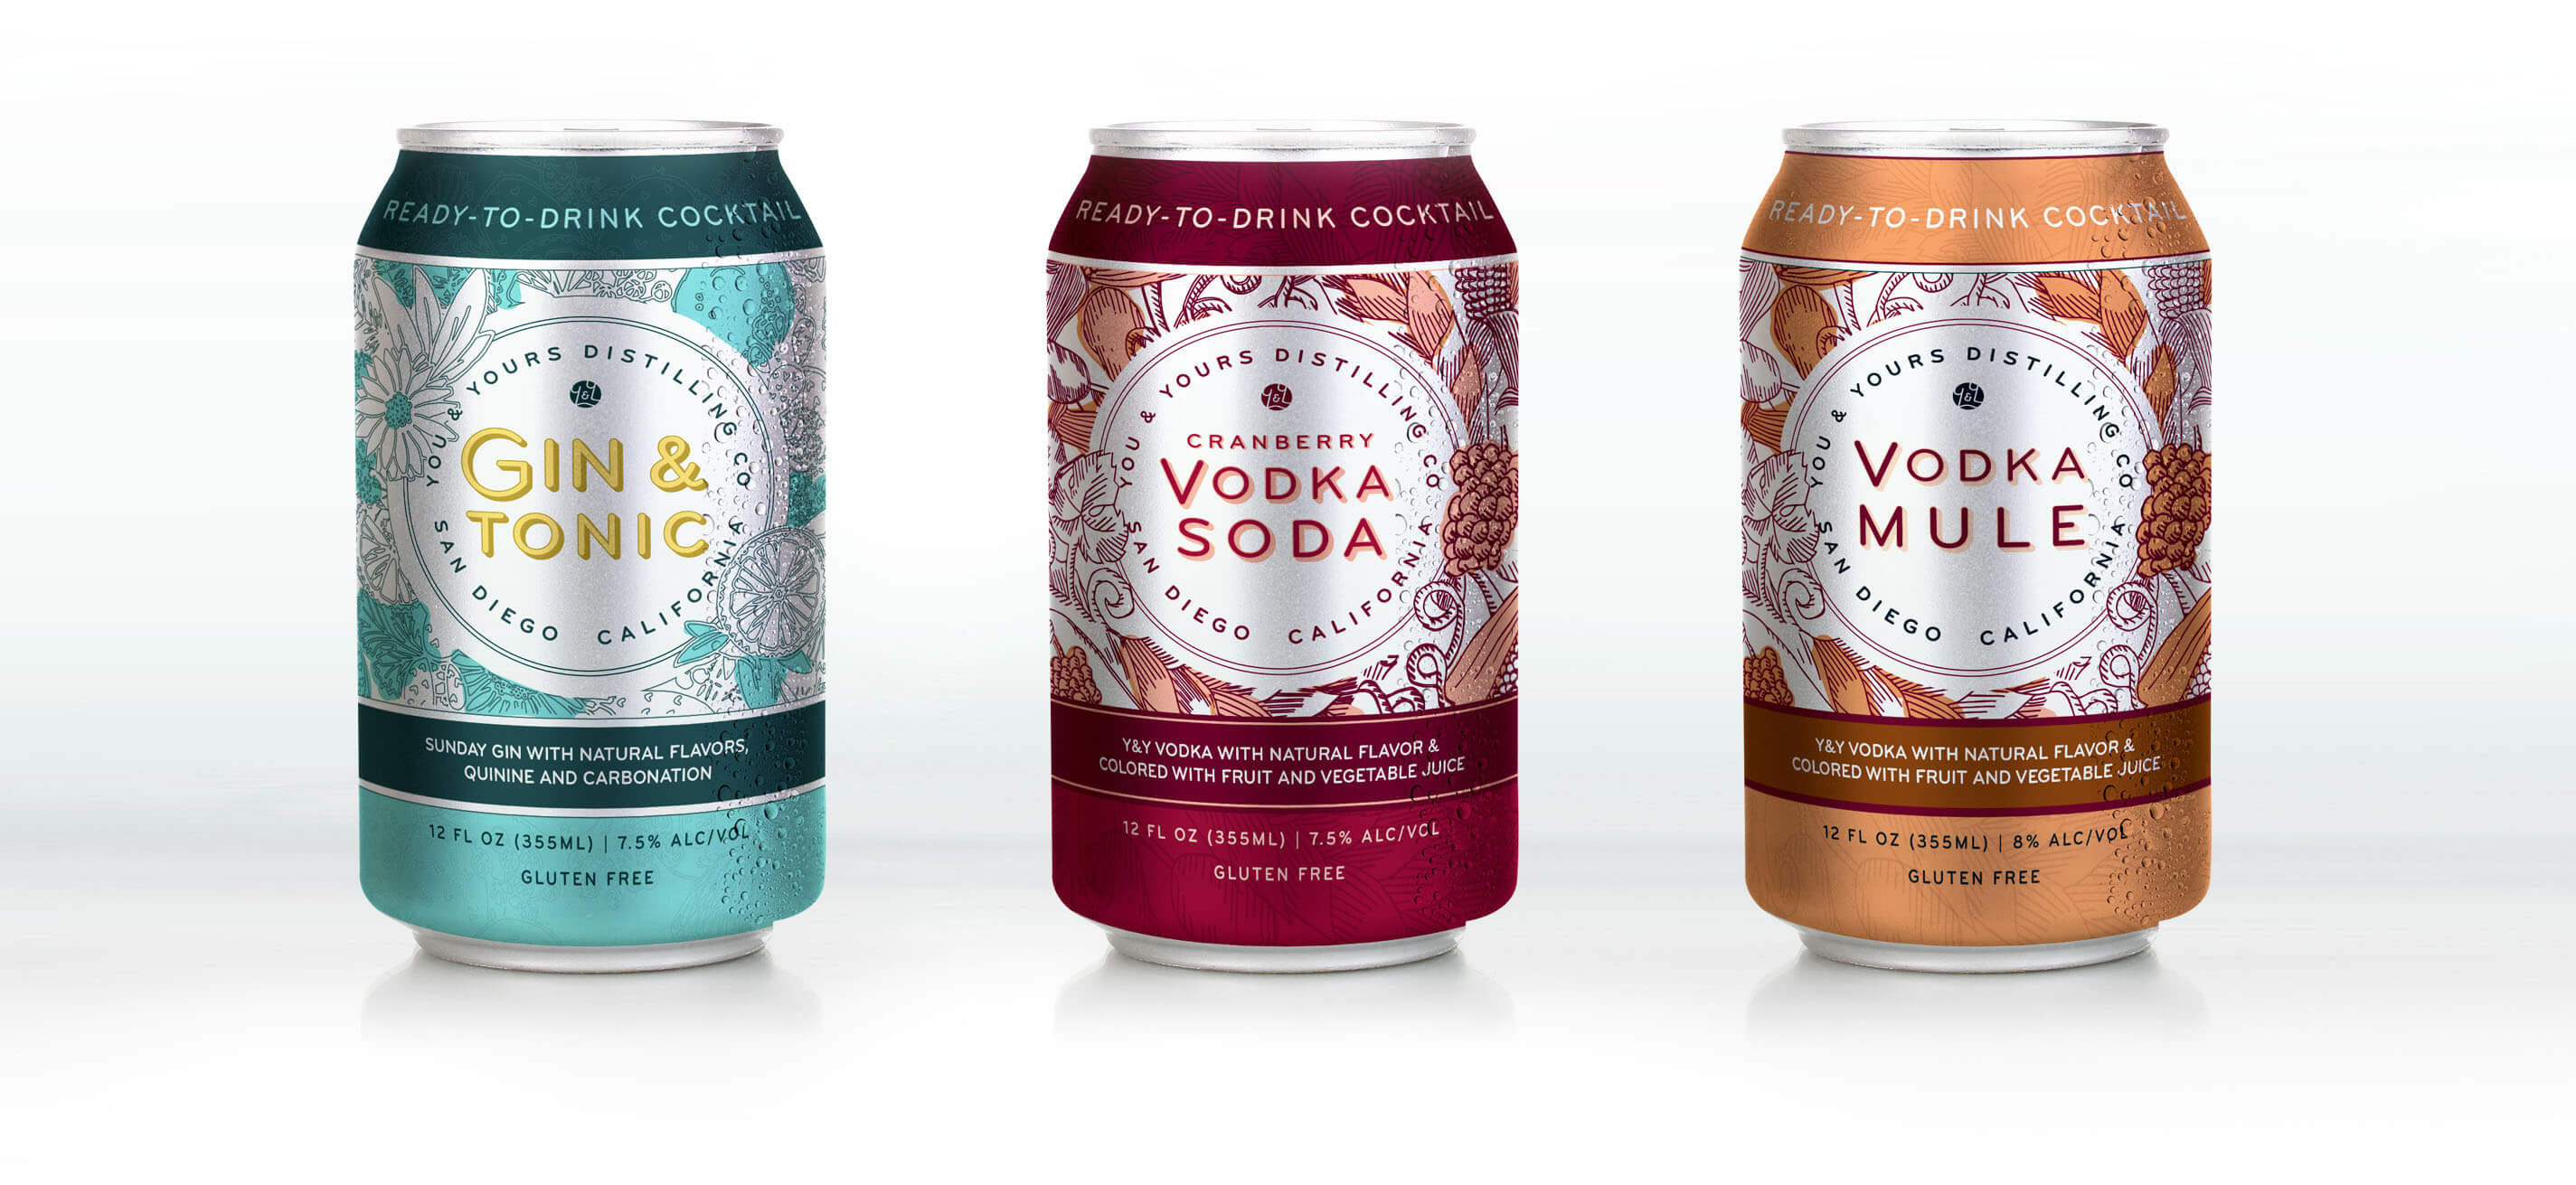 READY-TO-DRINK COCKTAIL
YOU & YOURS DISTILLING CO
Y&Y
GIN &
TONIC
SAN DIEGO CALIFORNIA
SUNDAY GIN WITH NATURAL FLAVORS,
QUININE AND CARBONATION
12 FL OZ (355ML) | 7.5% ALC/VOL
GLUTEN FREE
READY-TO-DRINK COCKTAIL
YOU & YOURS DISTILLING CO
Y&Y
CRANBERRY
VODKA
SODA
SAN DIEGO CALIFORNIA
Y&Y VODKA WITH NATURAL FLAVOR &
COLORED WITH FRUIT AND VEGETABLE JUICE
12 FL OZ (355ML) | 7.5% ALC/VOL
GLUTEN FREE
READY-TO-DRINK COCKTAIL
YOU & YOURS DISTILLING CO
Y&Y
VODKA
MULE
SAN DIEGO CALIFORNIA
Y&Y VODKA WITH NATURAL FLAVOR &
COLORED WITH FRUIT AND VEGETABLE JUICE
12 FL OZ (355ML) | 8% ALC/VOL
GLUTEN FREE